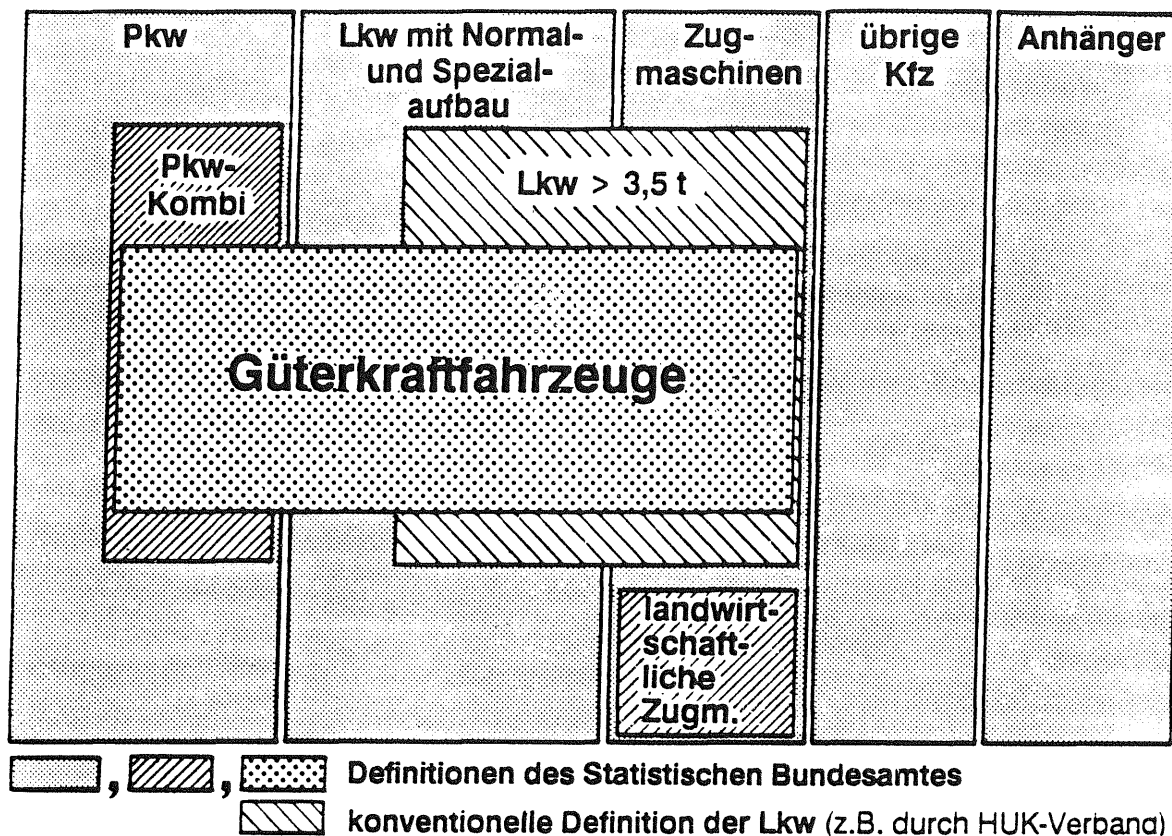 Pkw
Lkw mit Normal-
und Spezial-
aufbau
Zug-
maschinen
übrige
Kfz
Anhänger
Pkw-
Kombi
Lkw > 3,5 t
Güterkraftfahrzeuge
landwirt-
schaft-
liche
Zugm.
, , Definitionen des Statistischen Bundesamtes
konventionelle Definition der Lkw (z.B. durch HUK-Verband)